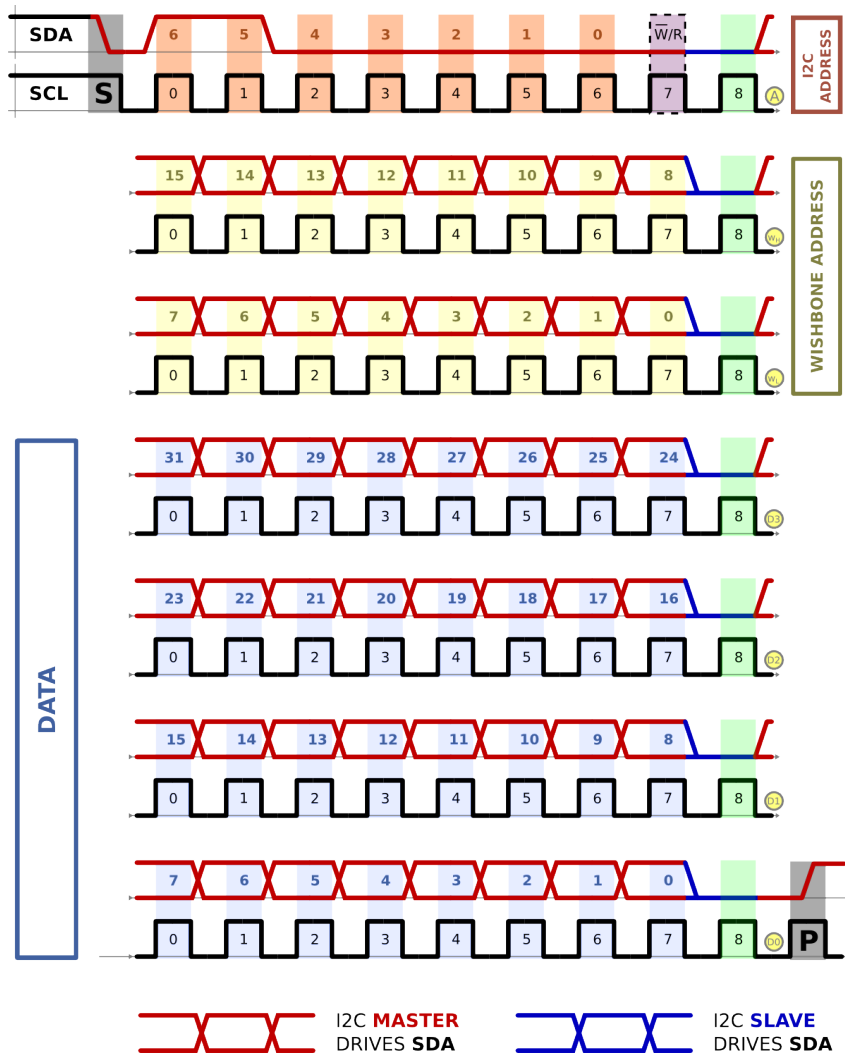 SDA 6 5 4 3 2 1 0 W̅/R
SCL S 0 1 2 3 4 5 6 7 8 A
I2C
ADDRESS
15 14 13 12 11 10 9 8
0 1 2 3 4 5 6 7 8 WH
7 6 5 4 3 2 1 0
0 1 2 3 4 5 6 7 8 WL
WISHBONE ADDRESS
DATA
31 30 29 28 27 26 25 24
0 1 2 3 4 5 6 7 8 D3
23 22 21 20 19 18 17 16
0 1 2 3 4 5 6 7 8 D2
15 14 13 12 11 10 9 8
0 1 2 3 4 5 6 7 8 D1
7 6 5 4 3 2 1 0
0 1 2 3 4 5 6 7 8 D0 P
I2C MASTER
DRIVES SDA
I2C SLAVE
DRIVES SDA